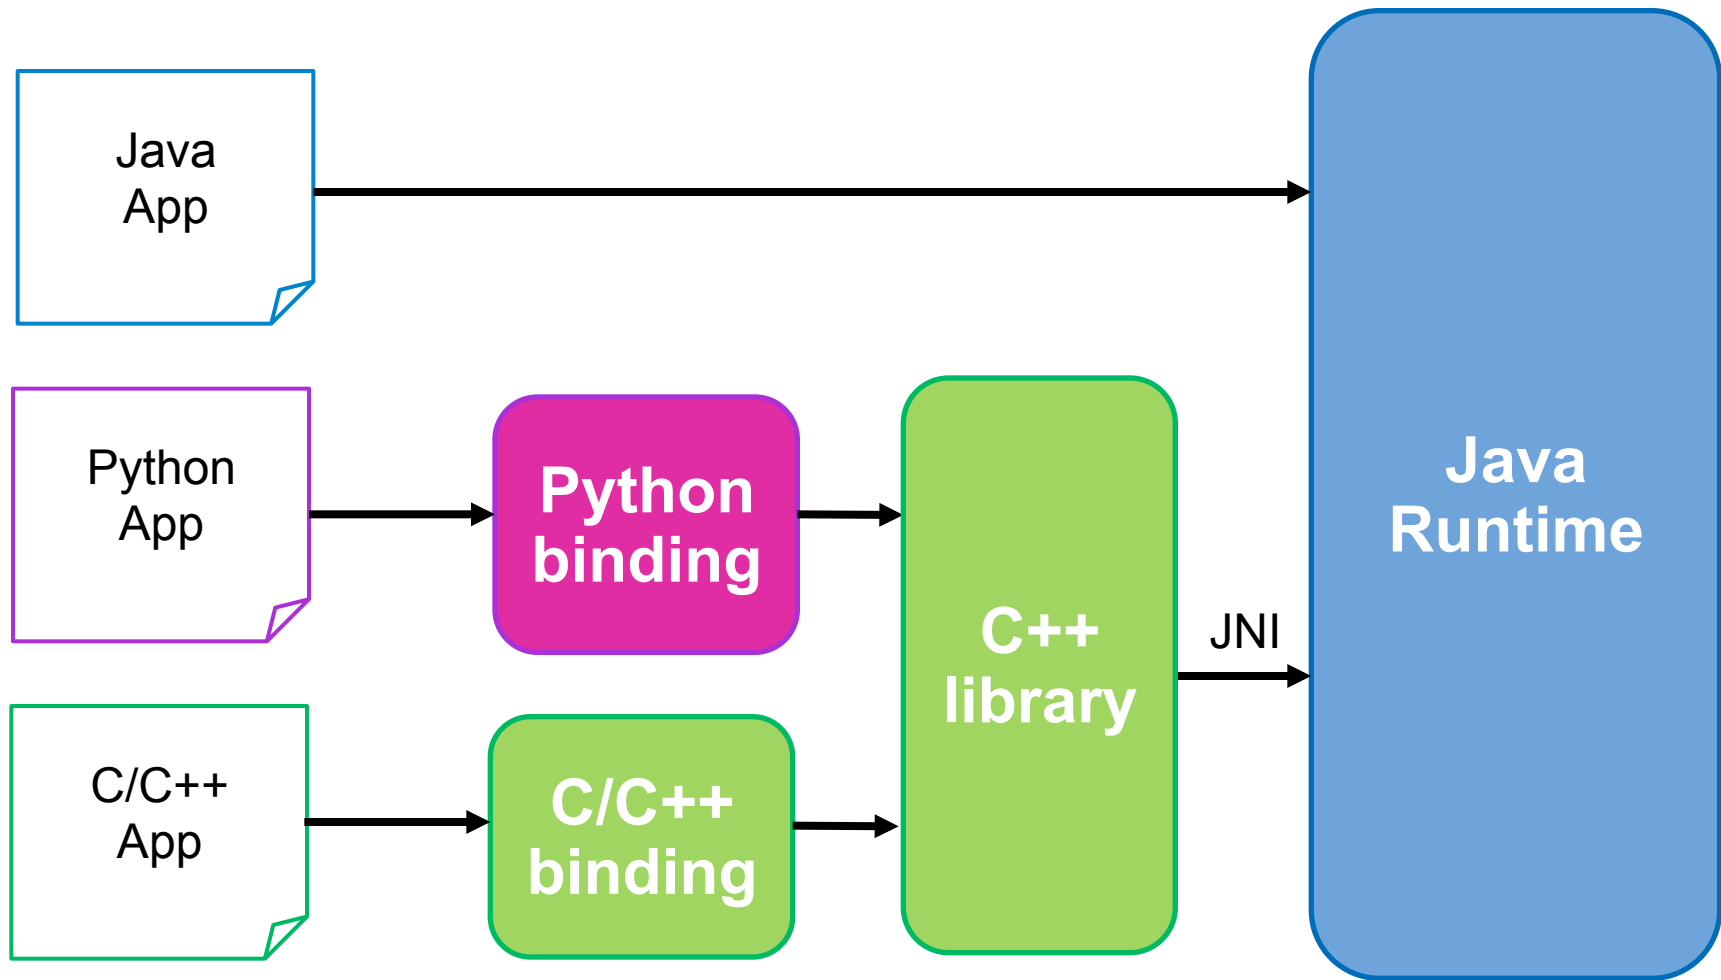 Java
App
Python
App
Python
binding
C/C++
App
C/C++
binding
C++
library
JNI
Java
Runtime